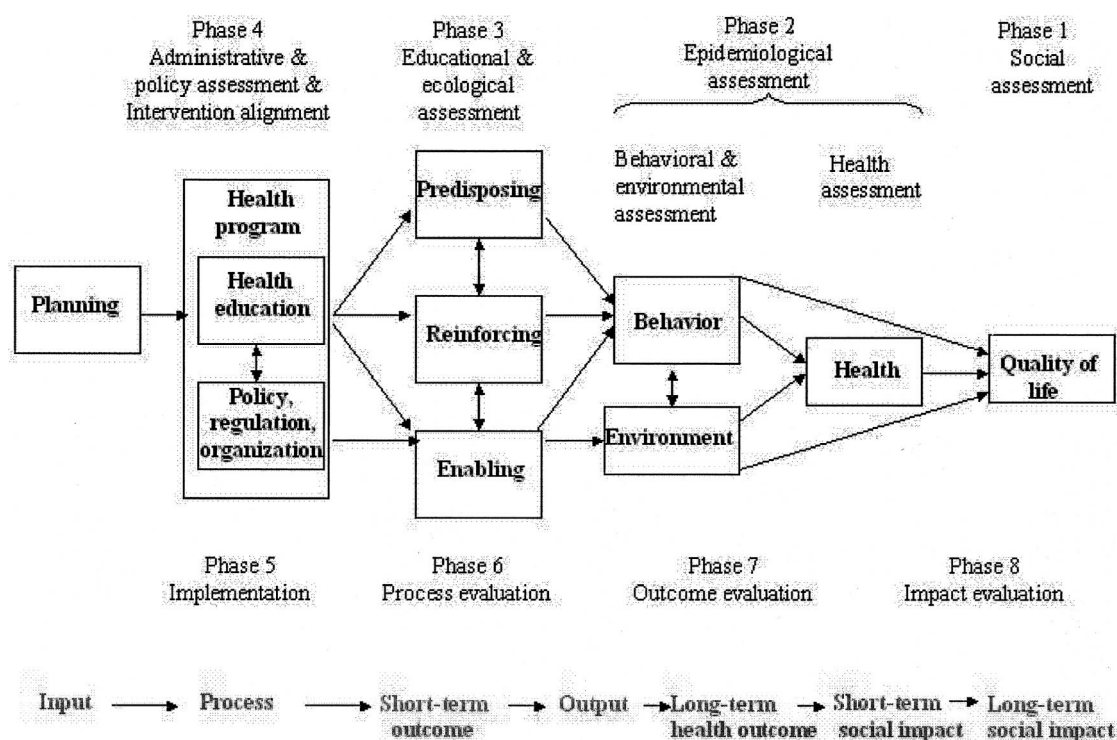 Phase 4
Administrative &
policy assessment &
Intervention alignment
Phase 3
Educational &
ecological
assessment
Phase 2
Epidemiological
assessment
Phase 1
Social
assessment
Behavioral &
environmental
assessment
Health
assessment
Planning
Health
program
Health
education
Policy,
regulation,
organization
Predisposing
Reinforcing
Enabling
Behavior
Environment
Health
Quality of
life
Phase 5
Implementation
Phase 6
Process evaluation
Phase 7
Outcome evaluation
Phase 8
Impact evaluation
Input
Process
Short-term
outcome
Output
Long-term
health outcome
Short-term
social impact
Long-term
social impact